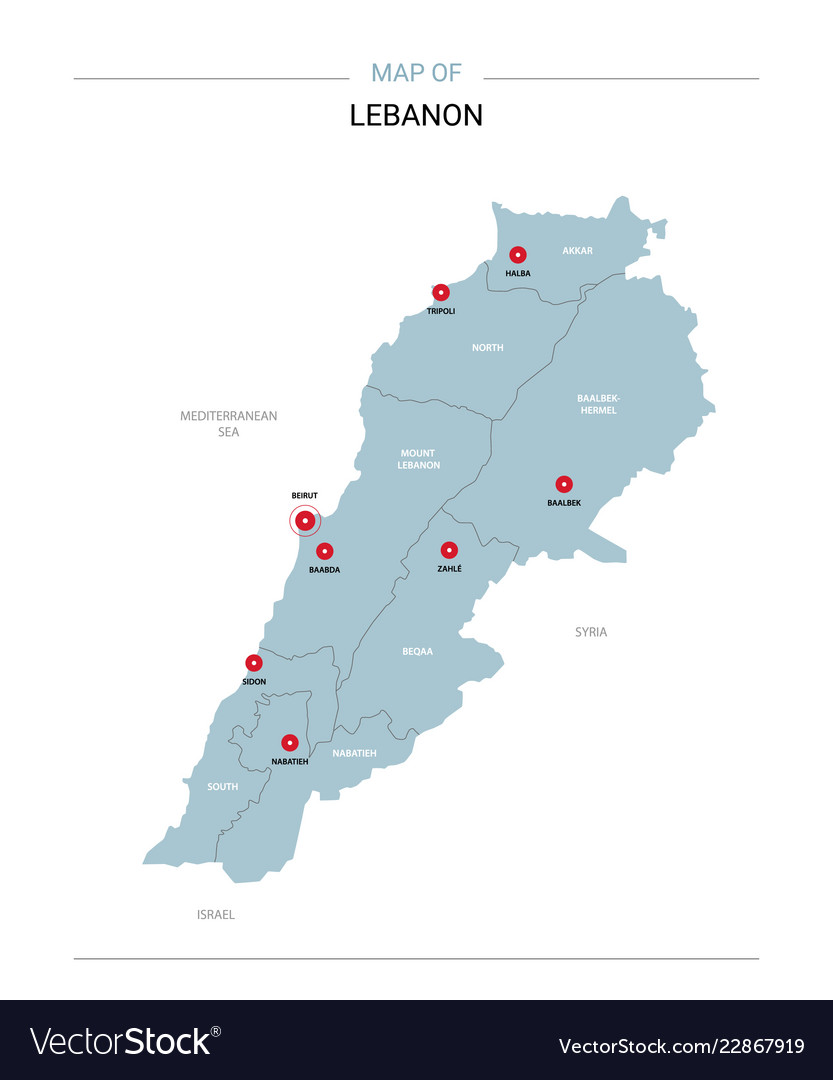 MAP OF
LEBANON
AKKAR
HALBA
TRIPOLI
NORTH
BAALBEK-
HERMEL
MEDITERRANEAN
SEA
MOUNT
LEBANON
BEIRUT
BAALBEK
BAABDA
ZAHLÉ
SYRIA
BEQAA
SIDON
NABATIEH
NABATIEH
SOUTH
ISRAEL
VectorStock®
VectorStock.com/22867919